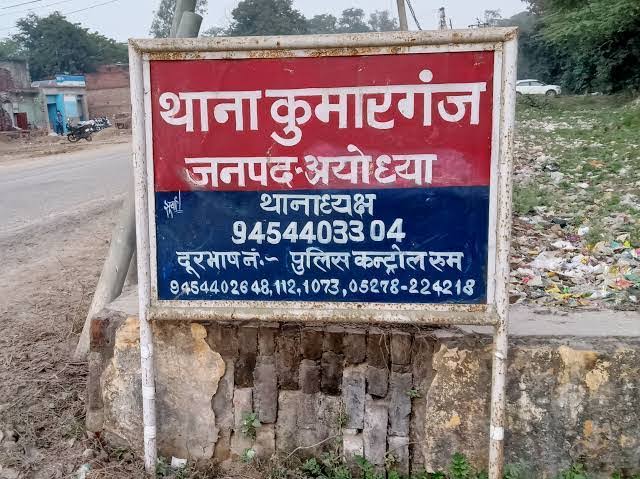 थाना कुमारगंज
जनपद-अयोध्या
थानाध्यक्ष
9454403304
दूरभाष नं:- पुलिस कन्ट्रोल रुम
9454402648,112,1073,05278-224218